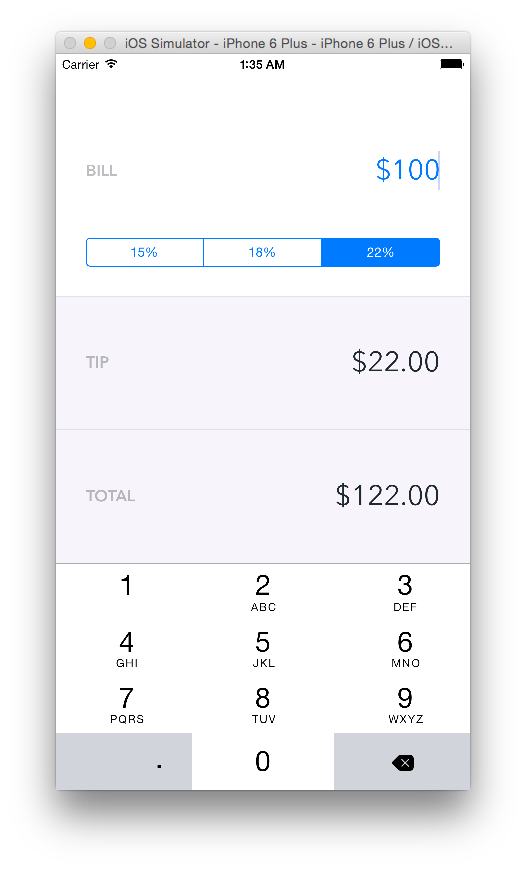 iOS Simulator - iPhone 6 Plus - iPhone 6 Plus / iOS...
Carrier 1:35 AM
BILL $100
15% 18% 22%
TIP $22.00
TOTAL $122.00
1 2 3
ABC DEF
4 5 6
GHI JKL MNO
7 8 9
PQRS TUV WXYZ
. 0